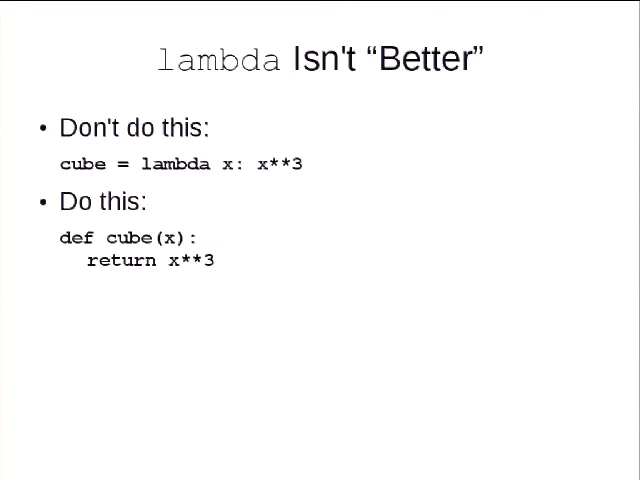 lambda Isn't “Better”
• Don't do this:
cube = lambda x: x**3
• Do this:
def cube(x):
return x**3